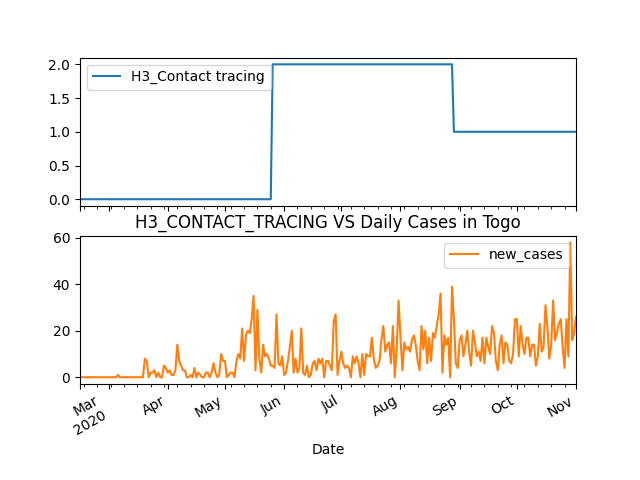 2.0
H3_Contact tracing
1.5
1.0
0.5
0.0
H3_CONTACT_TRACING VS Daily Cases in Togo
60
new_cases
40
20
0
Mar
2020
Apr
May
Jun
Jul
Aug
Sep
Oct
Nov
Date